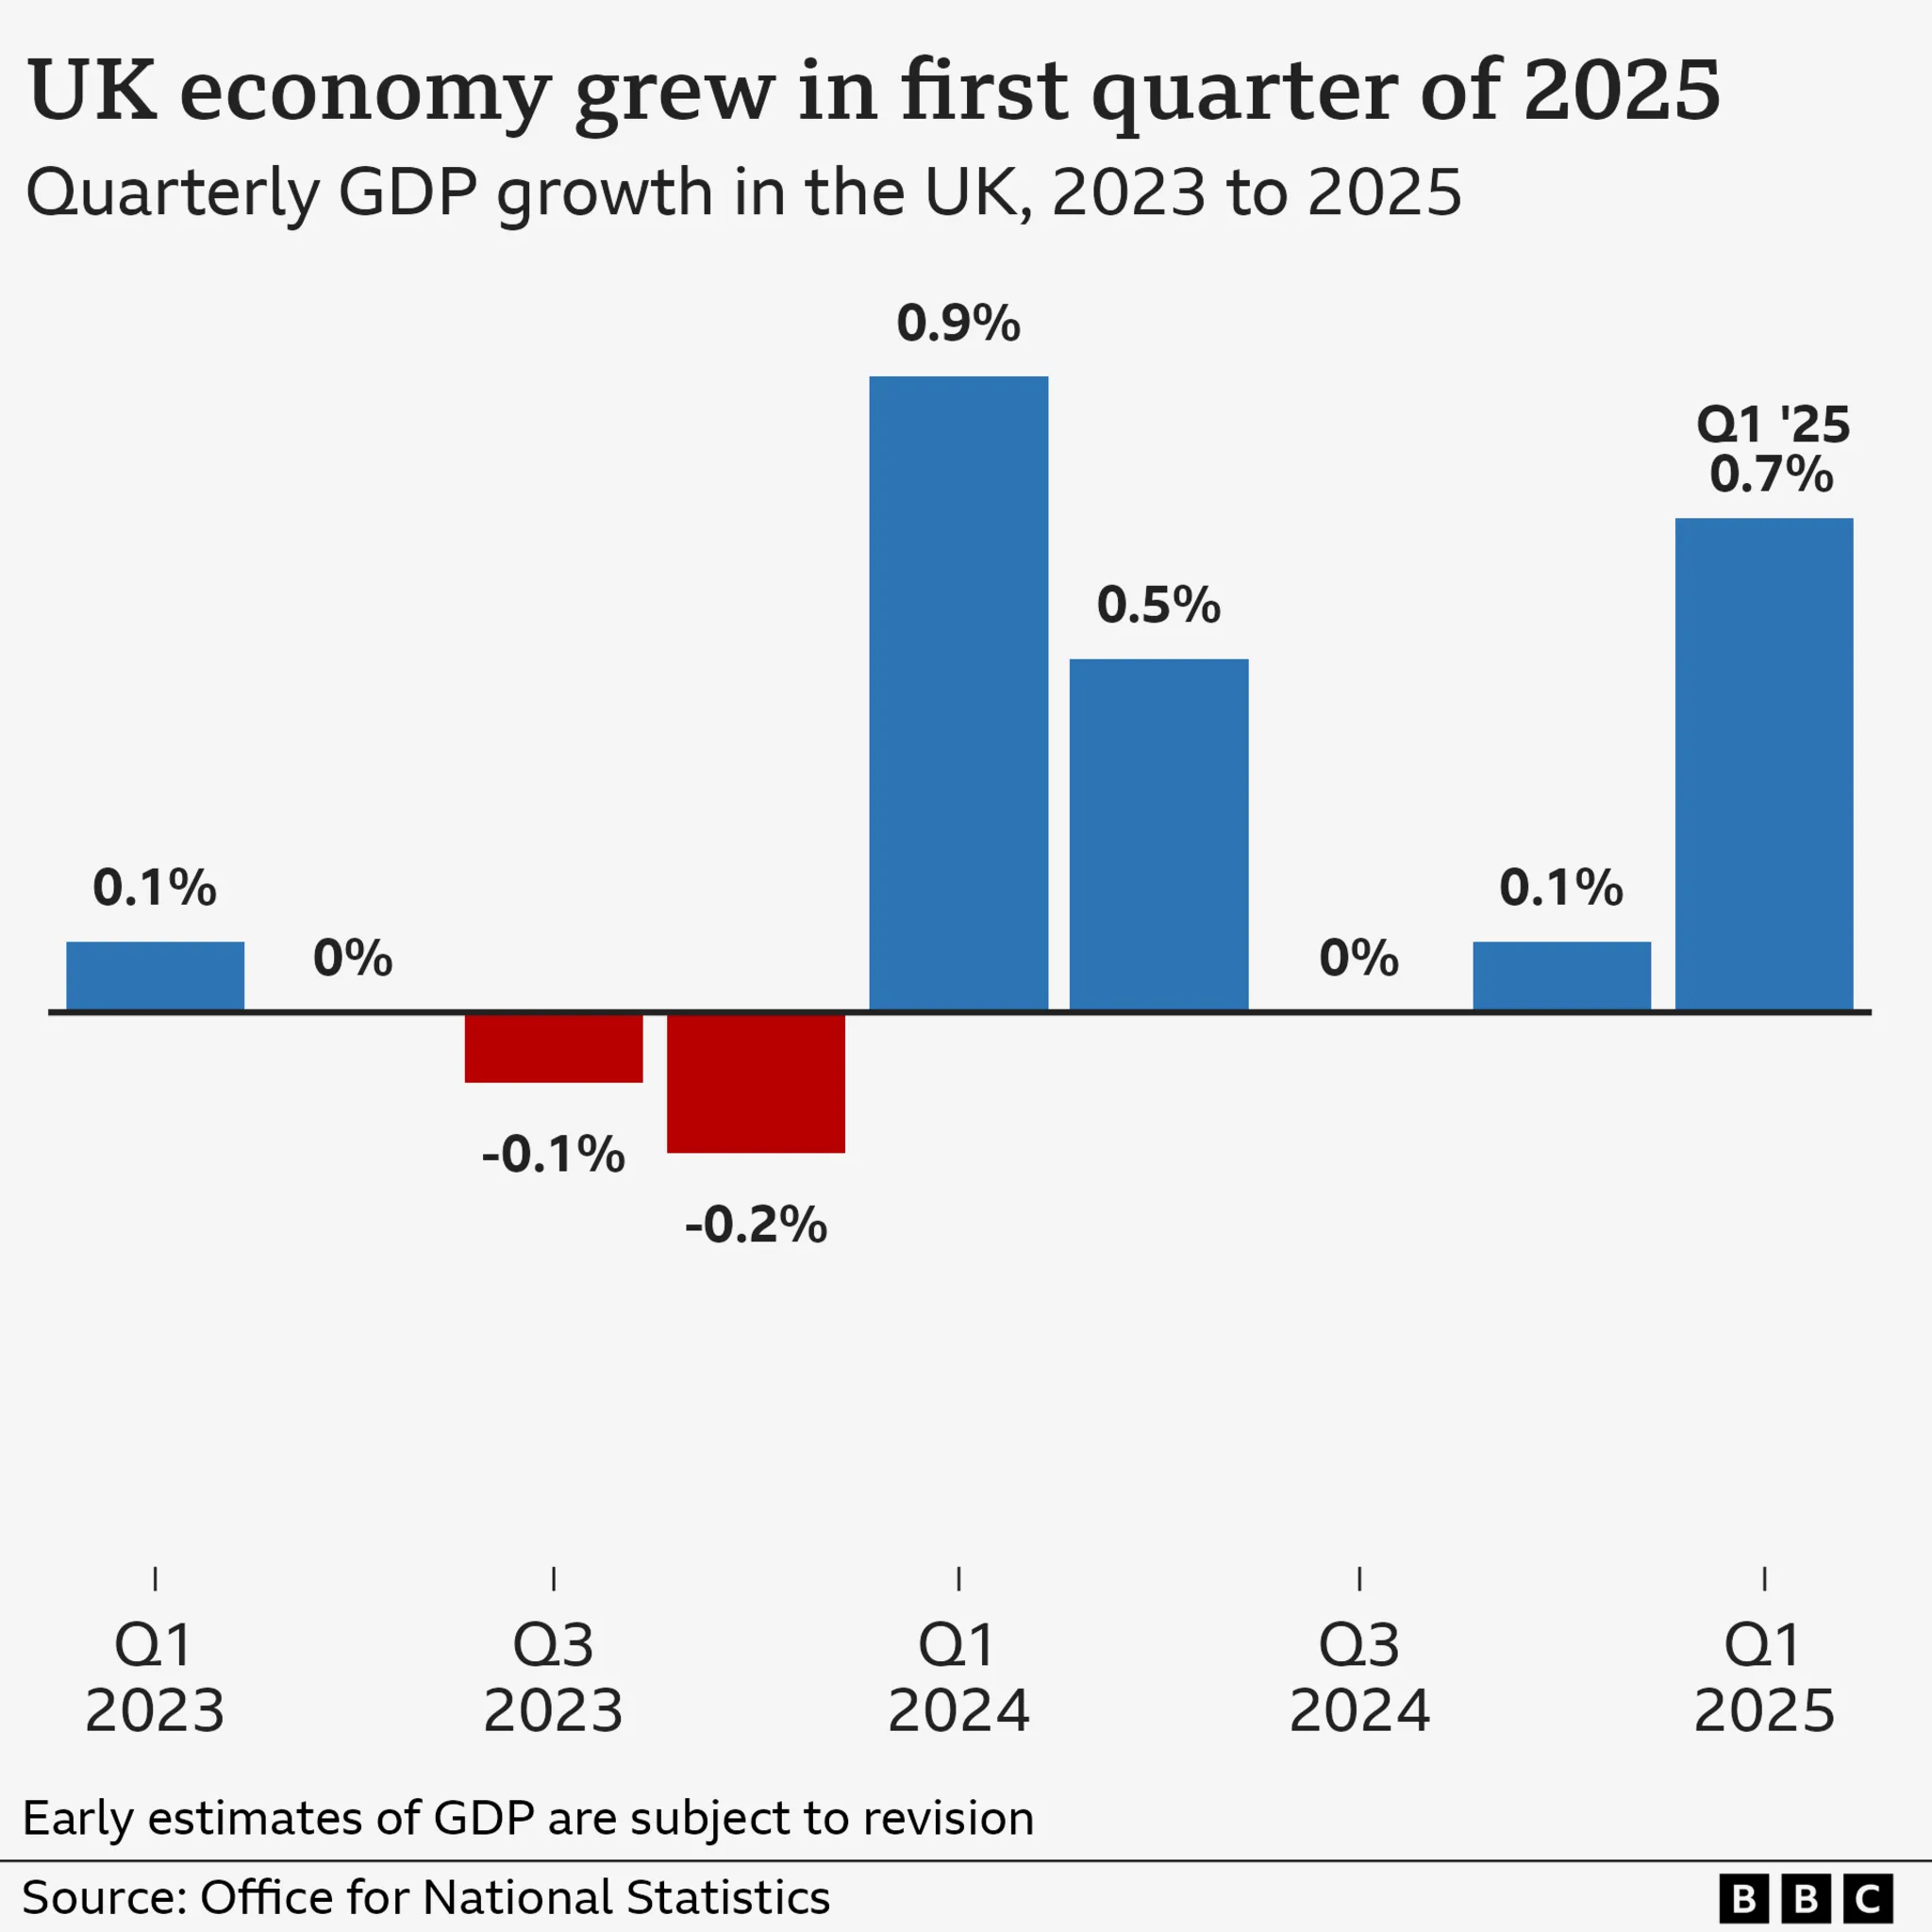 UK economy grew in first quarter of 2025
Quarterly GDP growth in the UK, 2023 to 2025
0.9%
Q1 '25
0.7%
0.5%
0.1%
0%
0%
0.1%
-0.1%
-0.2%
Q1
2023
Q3
2023
Q1
2024
Q3
2024
Q1
2025
Early estimates of GDP are subject to revision
Source: Office for National Statistics
BBC